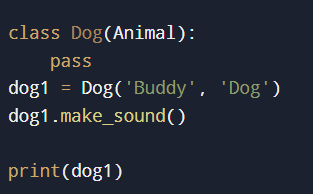 class Dog(Animal):
    pass
dog1 = Dog('Buddy', 'Dog')
dog1.make_sound()

print(dog1)